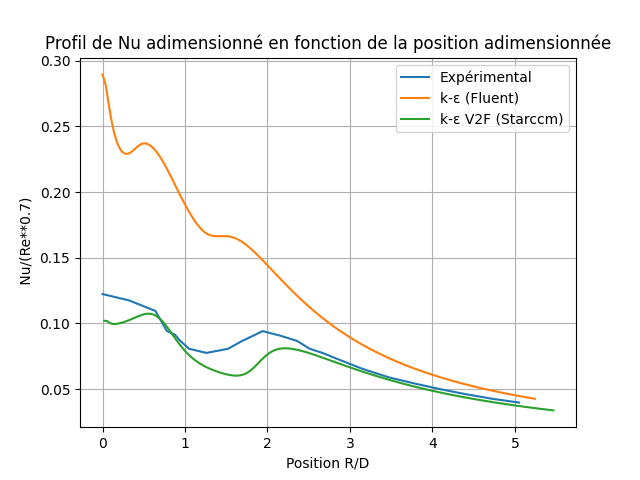 Profil de Nu adimensionné en fonction de la position adimensionnée
0.30
0.25
0.20
0.15
0.10
0.05
Nu/(Re**0.7)
Expérimental
k-ε (Fluent)
k-ε V2F (Starccm)
0 1 2 3 4 5
Position R/D